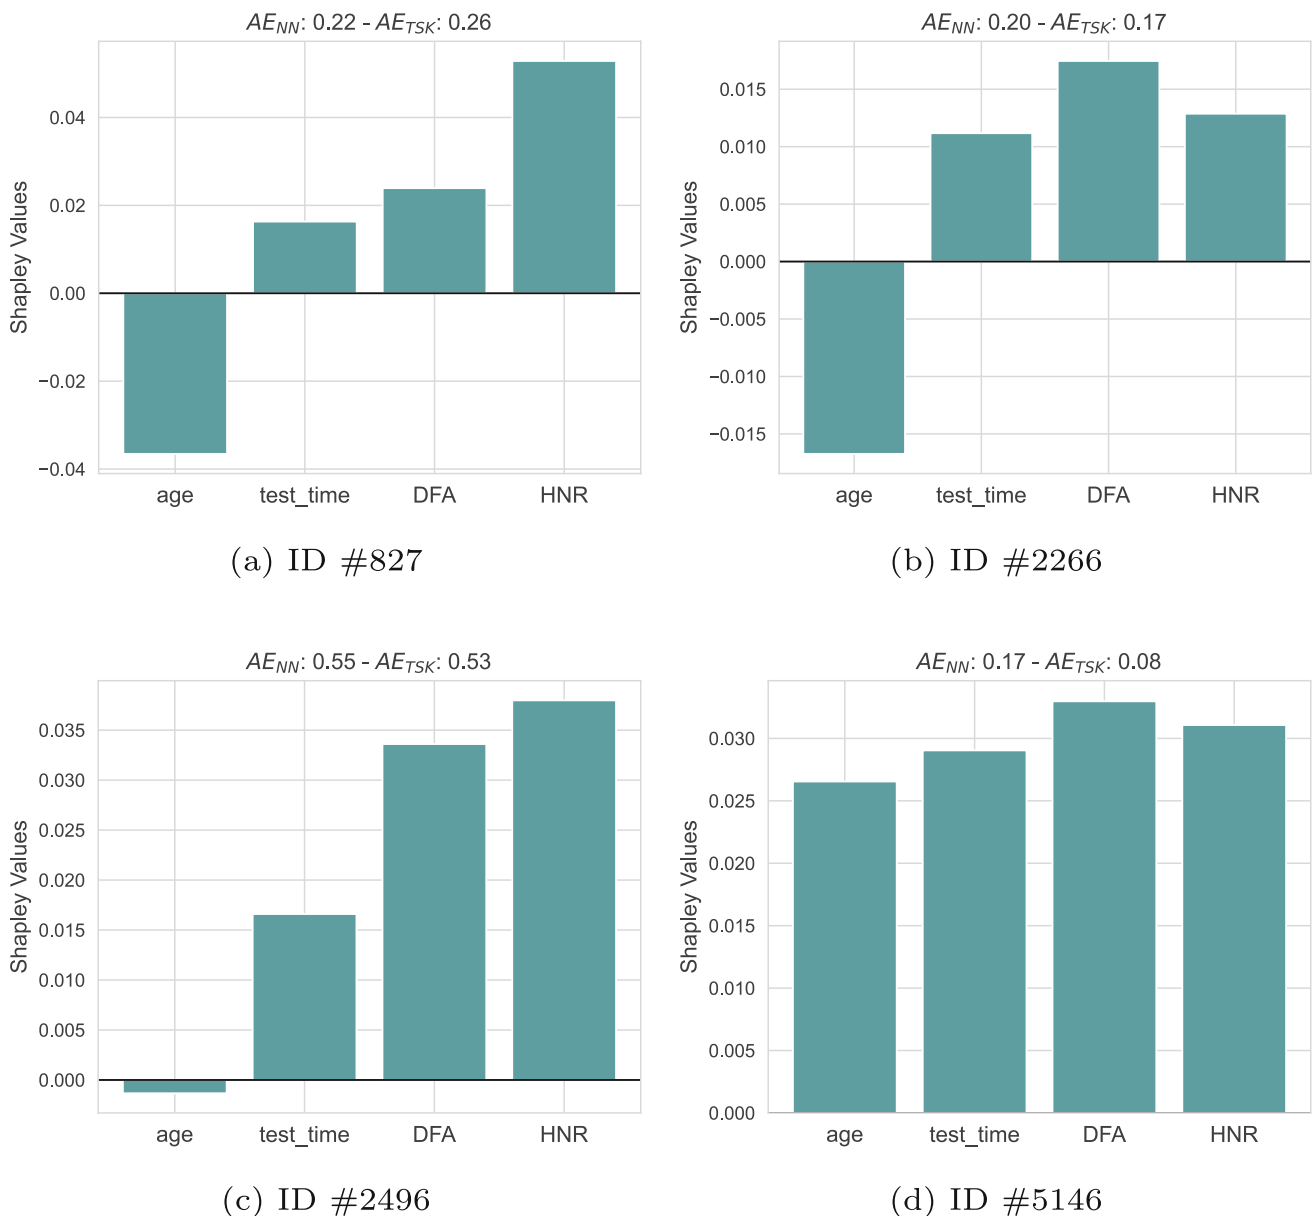 AE_NN: 0.22 - AE_TSK: 0.26
Shapley Values
0.04
0.02
0.00
−0.02
−0.04
age test_time DFA HNR
(a) ID #827
AE_NN: 0.20 - AE_TSK: 0.17
Shapley Values
0.015
0.010
0.005
0.000
−0.005
−0.010
−0.015
age test_time DFA HNR
(b) ID #2266
AE_NN: 0.55 - AE_TSK: 0.53
Shapley Values
0.035
0.030
0.025
0.020
0.015
0.010
0.005
0.000
age test_time DFA HNR
(c) ID #2496
AE_NN: 0.17 - AE_TSK: 0.08
Shapley Values
0.030
0.025
0.020
0.015
0.010
0.005
0.000
age test_time DFA HNR
(d) ID #5146